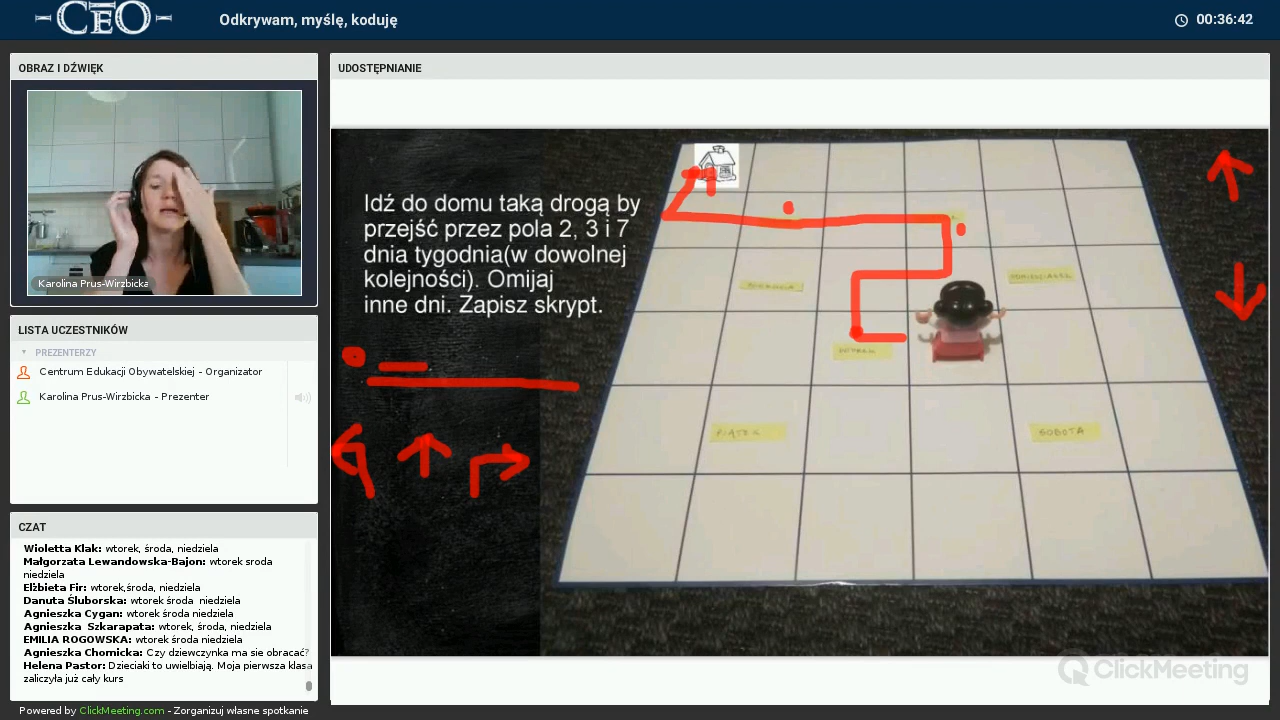 CEO
Odkrywam, myślę, koduję
00:36:42
OBRAZ I DŹWIĘK
Karolina Prus-Wirzbicka
LISTA UCZESTNIKÓW
PREZENTERZY
Centrum Edukacji Obywatelskiej - Organizator
Karolina Prus-Wirzbicka - Prezenter
CZAT
Wioletta Klak: wtorek, środa, niedziela
Małgorzata Lewandowska-Bajon: wtorek sroda
niedziela
Elżbieta Fir: wtorek,środa, niedziela
Danuta Śluborska: wtorek środa niedziela
Agnieszka Cygan: wtorek środa niedziela
Agnieszka Szkarapata: wtorek, środa, niedziela
EMILIA ROGOWSKA: wtorek środa niedziela
Agnieszka Chomicka: Czy dziewczynka ma sie obracać?
Helena Pastor: Dzieciaki to uwielbiają. Moja pierwsza klasa
zaliczyła już cały kurs
Powered by ClickMeeting.com - Zorganizuj własne spotkanie
UDOSTĘPNIANIE
Idź do domu taką drogą by
przejść przez pola 2, 3 i 7
dnia tygodnia(w dowolnej
kolejności). Omijaj
inne dni. Zapisz skrypt.
PONIEDZIAŁEK
PIĄTEK
SOBOTA
ClickMeeting